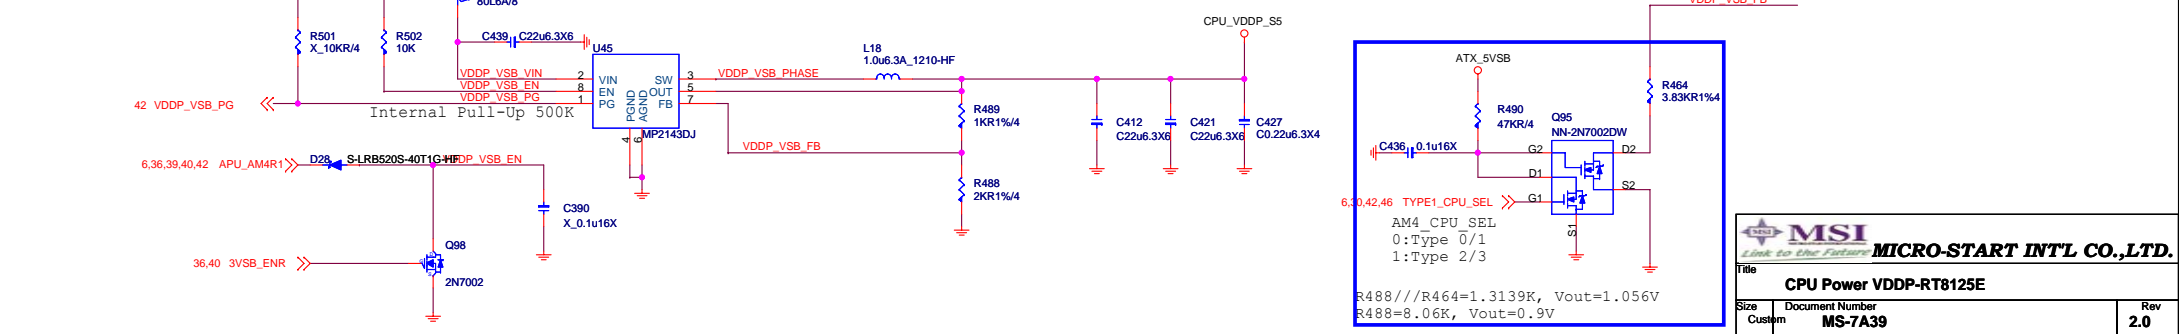 80L6A/8
VDDP_VSB_FB
R501
X_10KR/4
R502
10K
C439
C22u6.3X6
U45
VDDP_VSB_VIN
2
VIN
SW
3
VDDP_VSB_PHASE
VDDP_VSB_EN
8
EN
OUT
5
VDDP_VSB_PG
1
PG
FB
7
PGND
AGND
4
6
MP2143DJ
42 VDDP_VSB_PG
Internal Pull-Up 500K
L18
1.0u6.3A_1210-HF
CPU_VDDP_S5
R489
1KR1%/4
VDDP_VSB_FB
R488
2KR1%/4
C412
C22u6.3X6
C421
C22u6.3X6
C427
C0.22u6.3X4
6,36,39,40,42 APU_AM4R1
D28
S-LRB520S-40T1G-HF
VDDP_VSB_EN
C390
X_0.1u16X
Q98
2N7002
36,40 3VSB_ENR
ATX_5VSB
R490
47KR/4
R464
3.83KR1%4
Q95
NN-2N7002DW
C436
0.1u16X
G2
D2
D1
S2
G1
S1
6,30,42,46 TYPE1_CPU_SEL
AM4_CPU_SEL
0:Type 0/1
1:Type 2/3
R488///R464=1.3139K, Vout=1.056V
R488=8.06K, Vout=0.9V
MSI
MSI
Link to the Future
MICRO-START INT'L CO.,LTD.
Title
CPU Power VDDP-RT8125E
Size
Custom
Document Number
MS-7A39
Rev
2.0